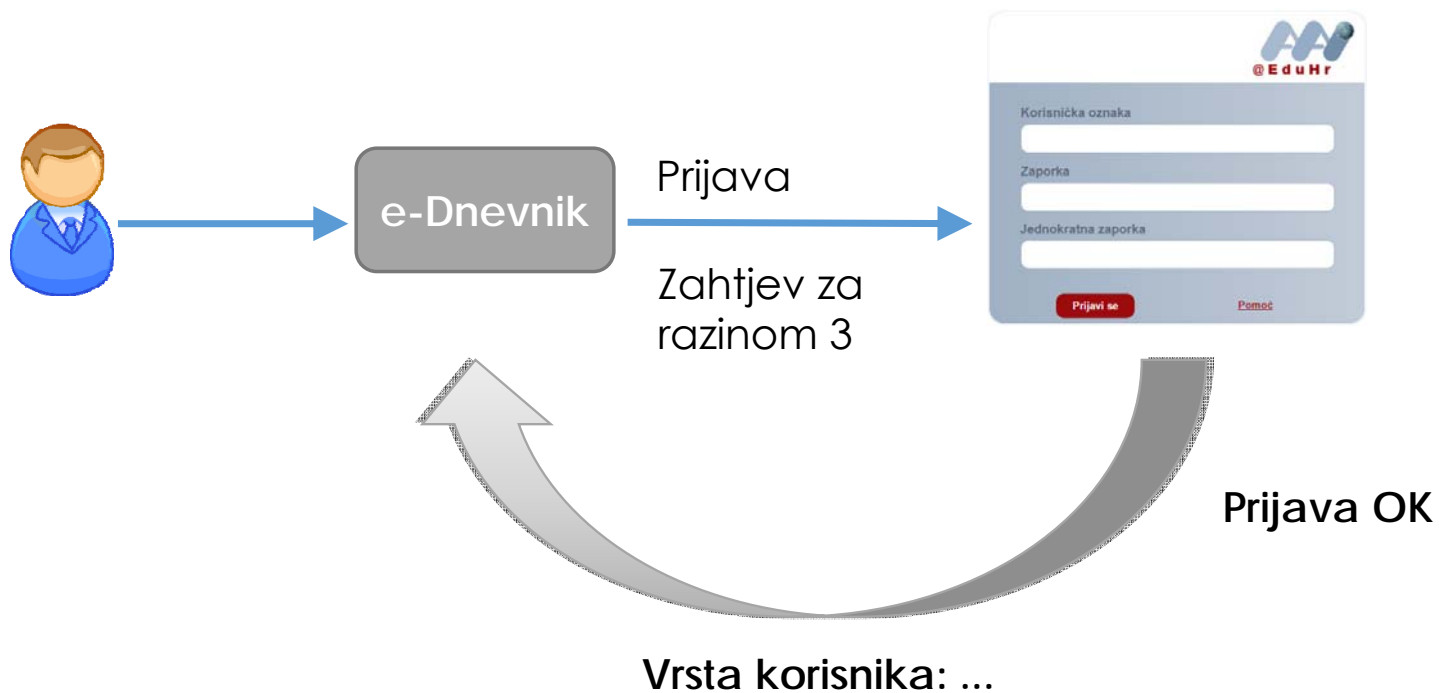 @EduHr
Korisnička oznaka
Zaporka
Jednokratna zaporka
Prijavi se
Pomoć
e-Dnevnik
Prijava
Zahtjev za
razinom 3
Prijava OK
Vrsta korisnika: ...